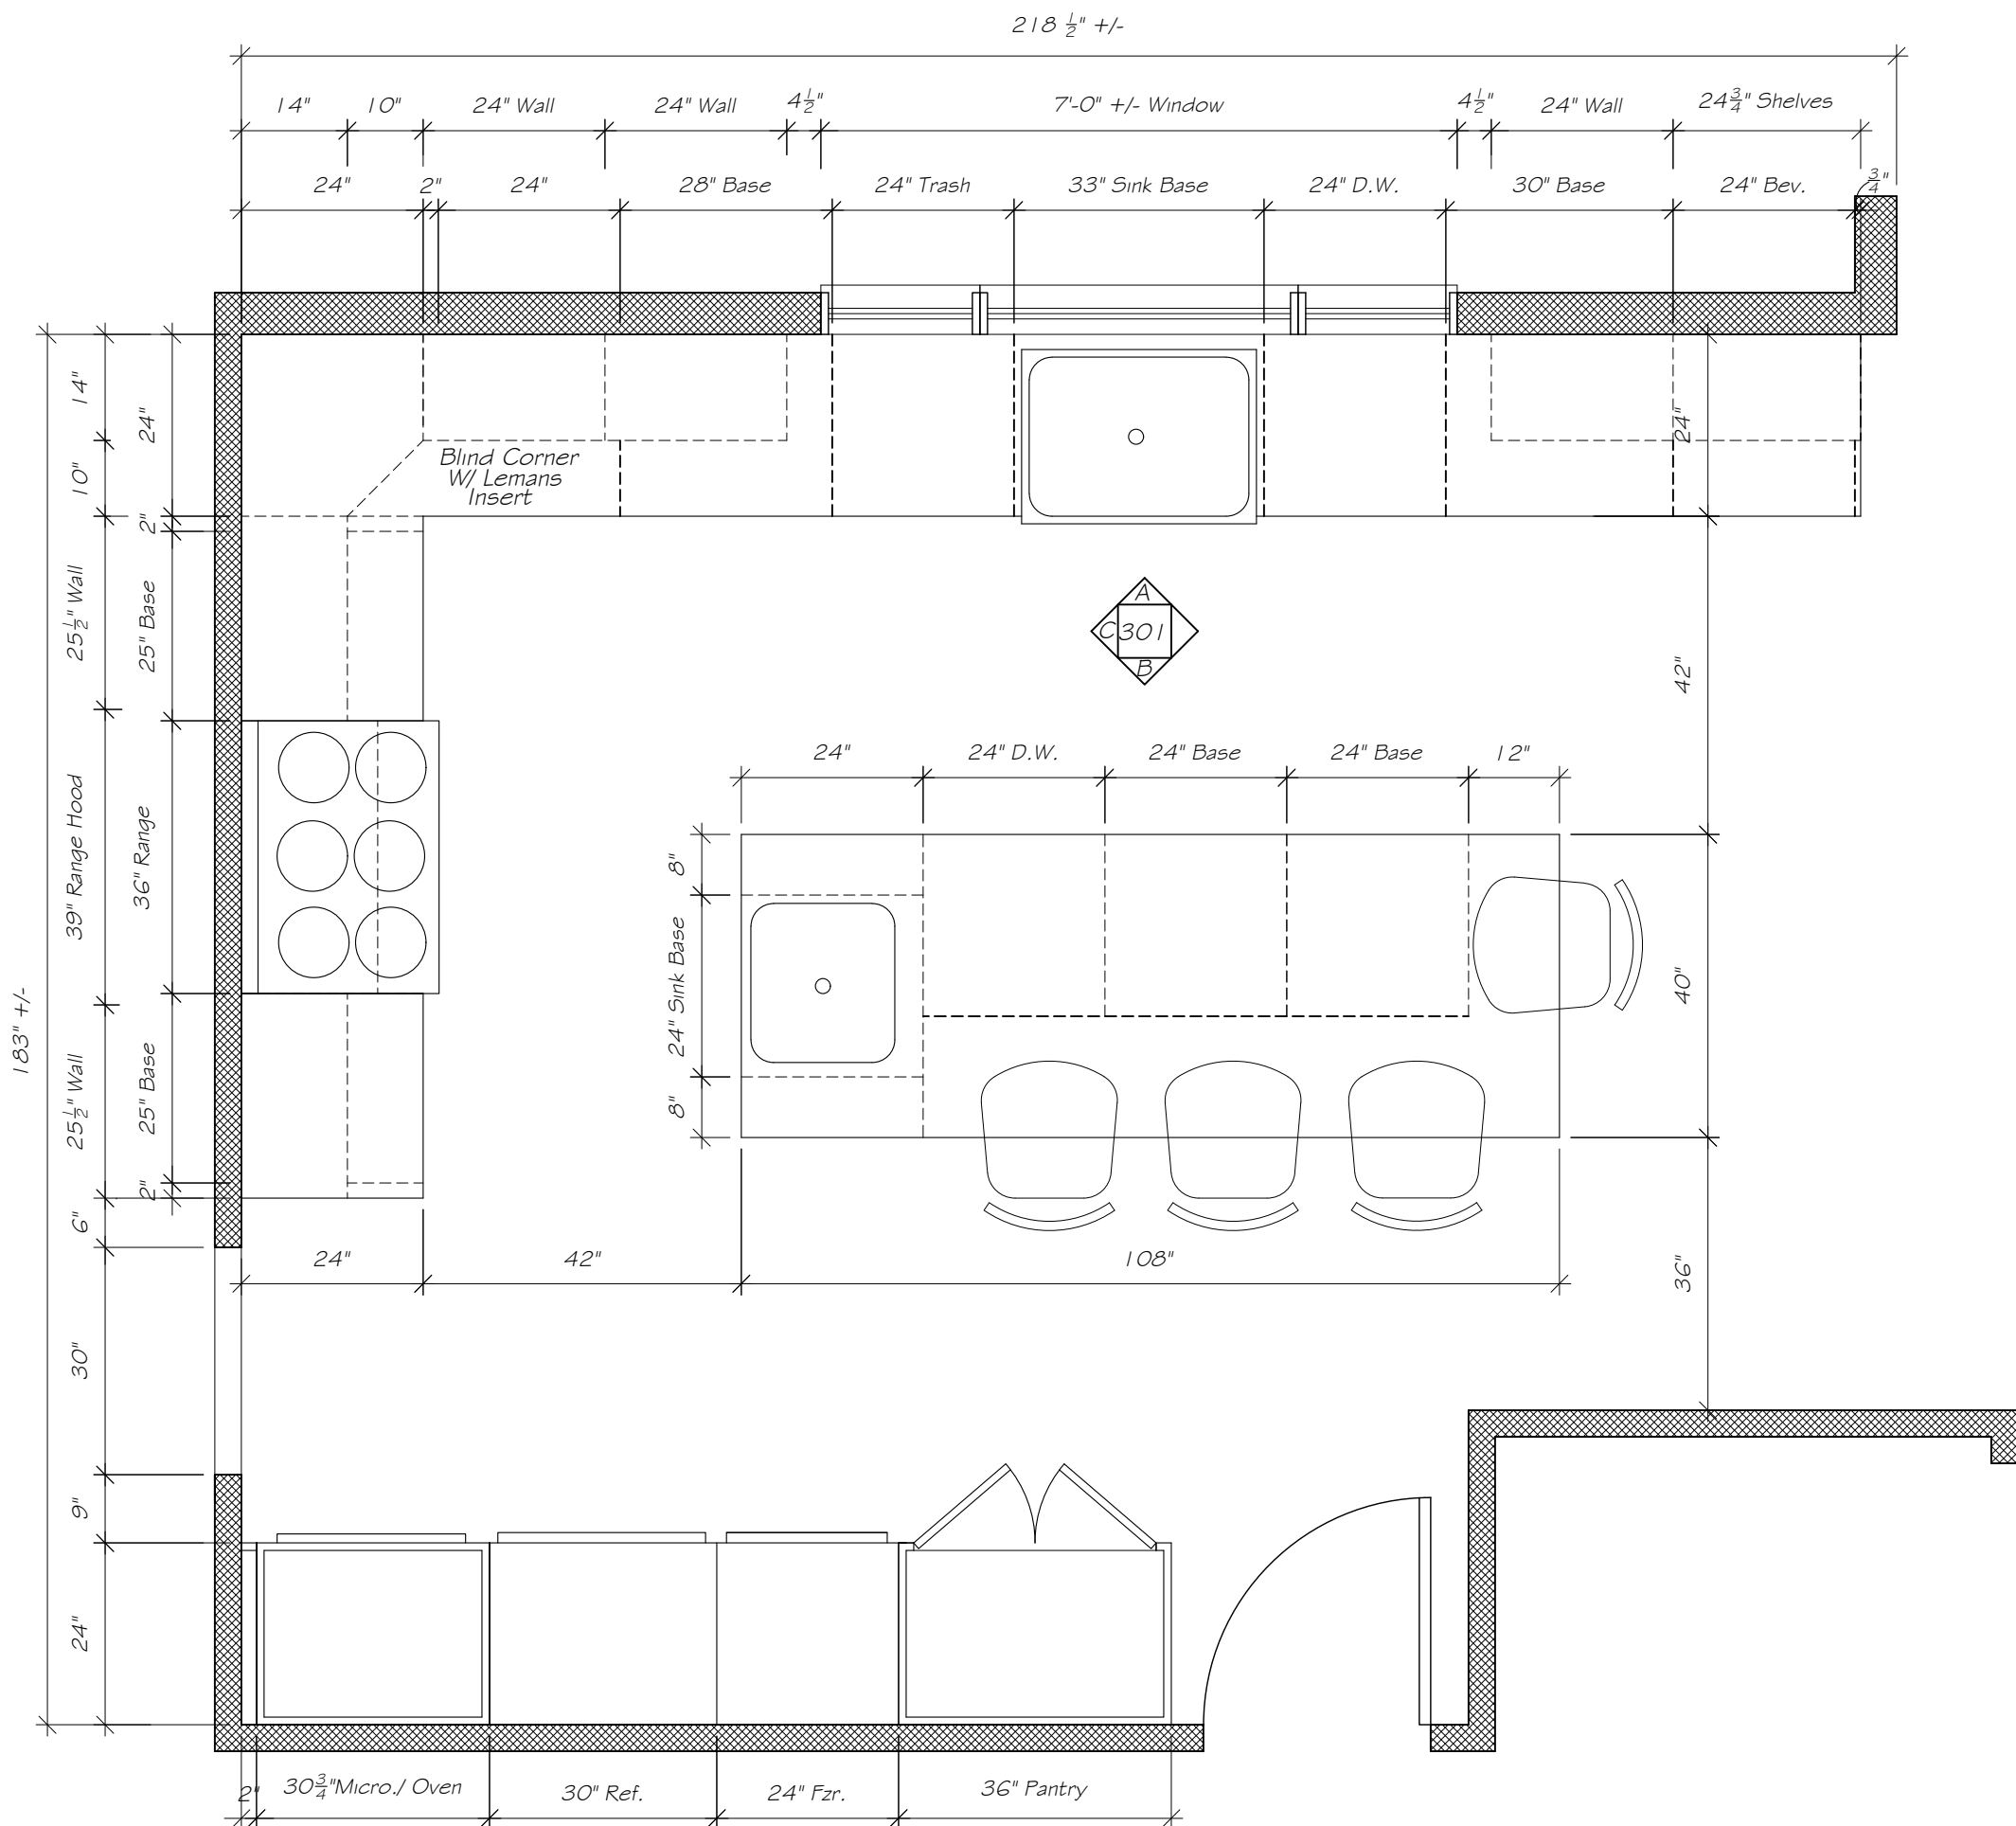 218 1/2" +/-
14" 10" 24" Wall 24" Wall 4 1/2" 7'-0" +/- Window 4 1/2" 24" Wall 24 3/4" Shelves
24" 2" 24" 28" Base 24" Trash 33" Sink Base 24" D.W. 30" Base 24" Bev. 3/4"
183" +/-
14"
10"
25 1/2" Wall
39" Range Hood
25 1/2" Wall
6"
30"
9"
24"
24"
2"
25" Base
36" Range
25" Base
2"
Blind Corner
W/ Lemans
Insert
A
C 301
B
24" 24" D.W. 24" Base 24" Base 12"
8"
24" Sink Base
8"
24"
42"
40"
36"
24" 42" 108"
2" 30 3/4" Micro./ Oven 30" Ref. 24" Fzr. 36" Pantry